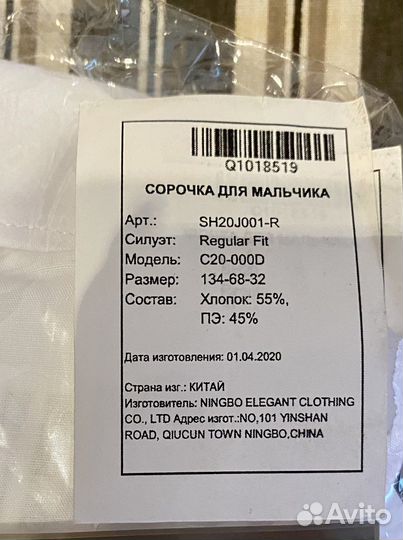 Q1018519
СОРОЧКА ДЛЯ МАЛЬЧИКА
Арт.: SH20J001-R
Силуэт: Regular Fit
Модель: C20-000D
Размер: 134-68-32
Состав: Хлопок: 55%,
ПЭ: 45%
Дата изготовления: 01.04.2020
Страна изг.: КИТАЙ
Изготовитель: NINGBO ELEGANT CLOTHING
CO., LTD Адрес изгот.:NO,101 YINSHAN
ROAD, QIUCUN TOWN NINGBO,CHINA
Avito